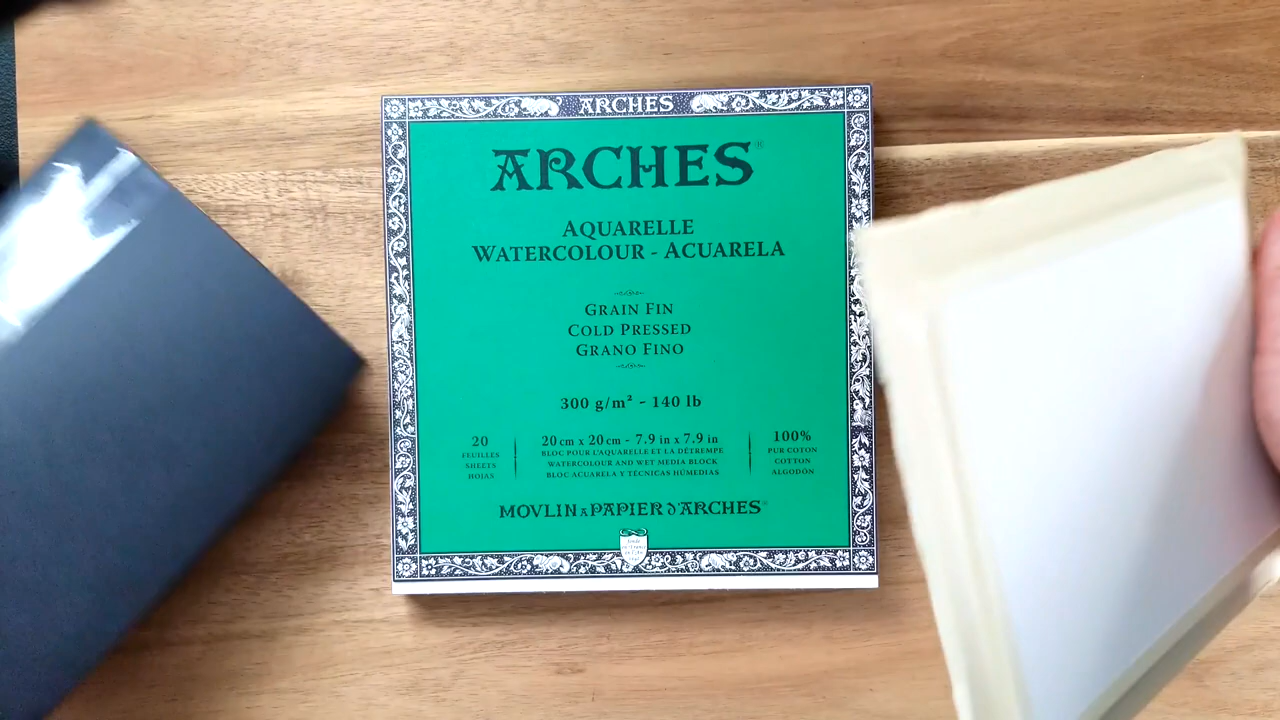 ARCHES
ARCHES®
AQUARELLE
WATERCOLOUR - ACUARELA
GRAIN FIN
COLD PRESSED
GRANO FINO
300 g/m² - 140 lb
20
FEUILLES
SHEETS
HOJAS
20 cm x 20 cm - 7.9 in x 7.9 in
BLOC POUR L'AQUARELLE ET LA DÉTREMPE
WATERCOLOUR AND WET MEDIA BLOCK
BLOC ACUARELA Y TÉCNICAS HÚMEDIAS
100%
PUR COTON
COTTON
ALGODÓN
MOVLIN A PAPIER D'ARCHES®